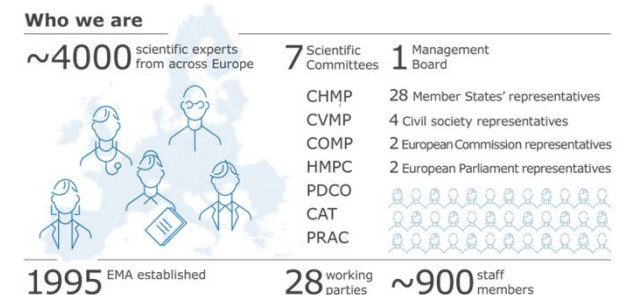 Who we are
~4000 scientific experts
from across Europe
7 Scientific
Committees
1 Management
Board
CHMP
CVMP
COMP
HMPC
PDCO
CAT
PRAC
28 Member States' representatives
4 Civil society representatives
2 European Commission representatives
2 European Parliament representatives
1995 EMA established
28 working
parties
~900 staff
members